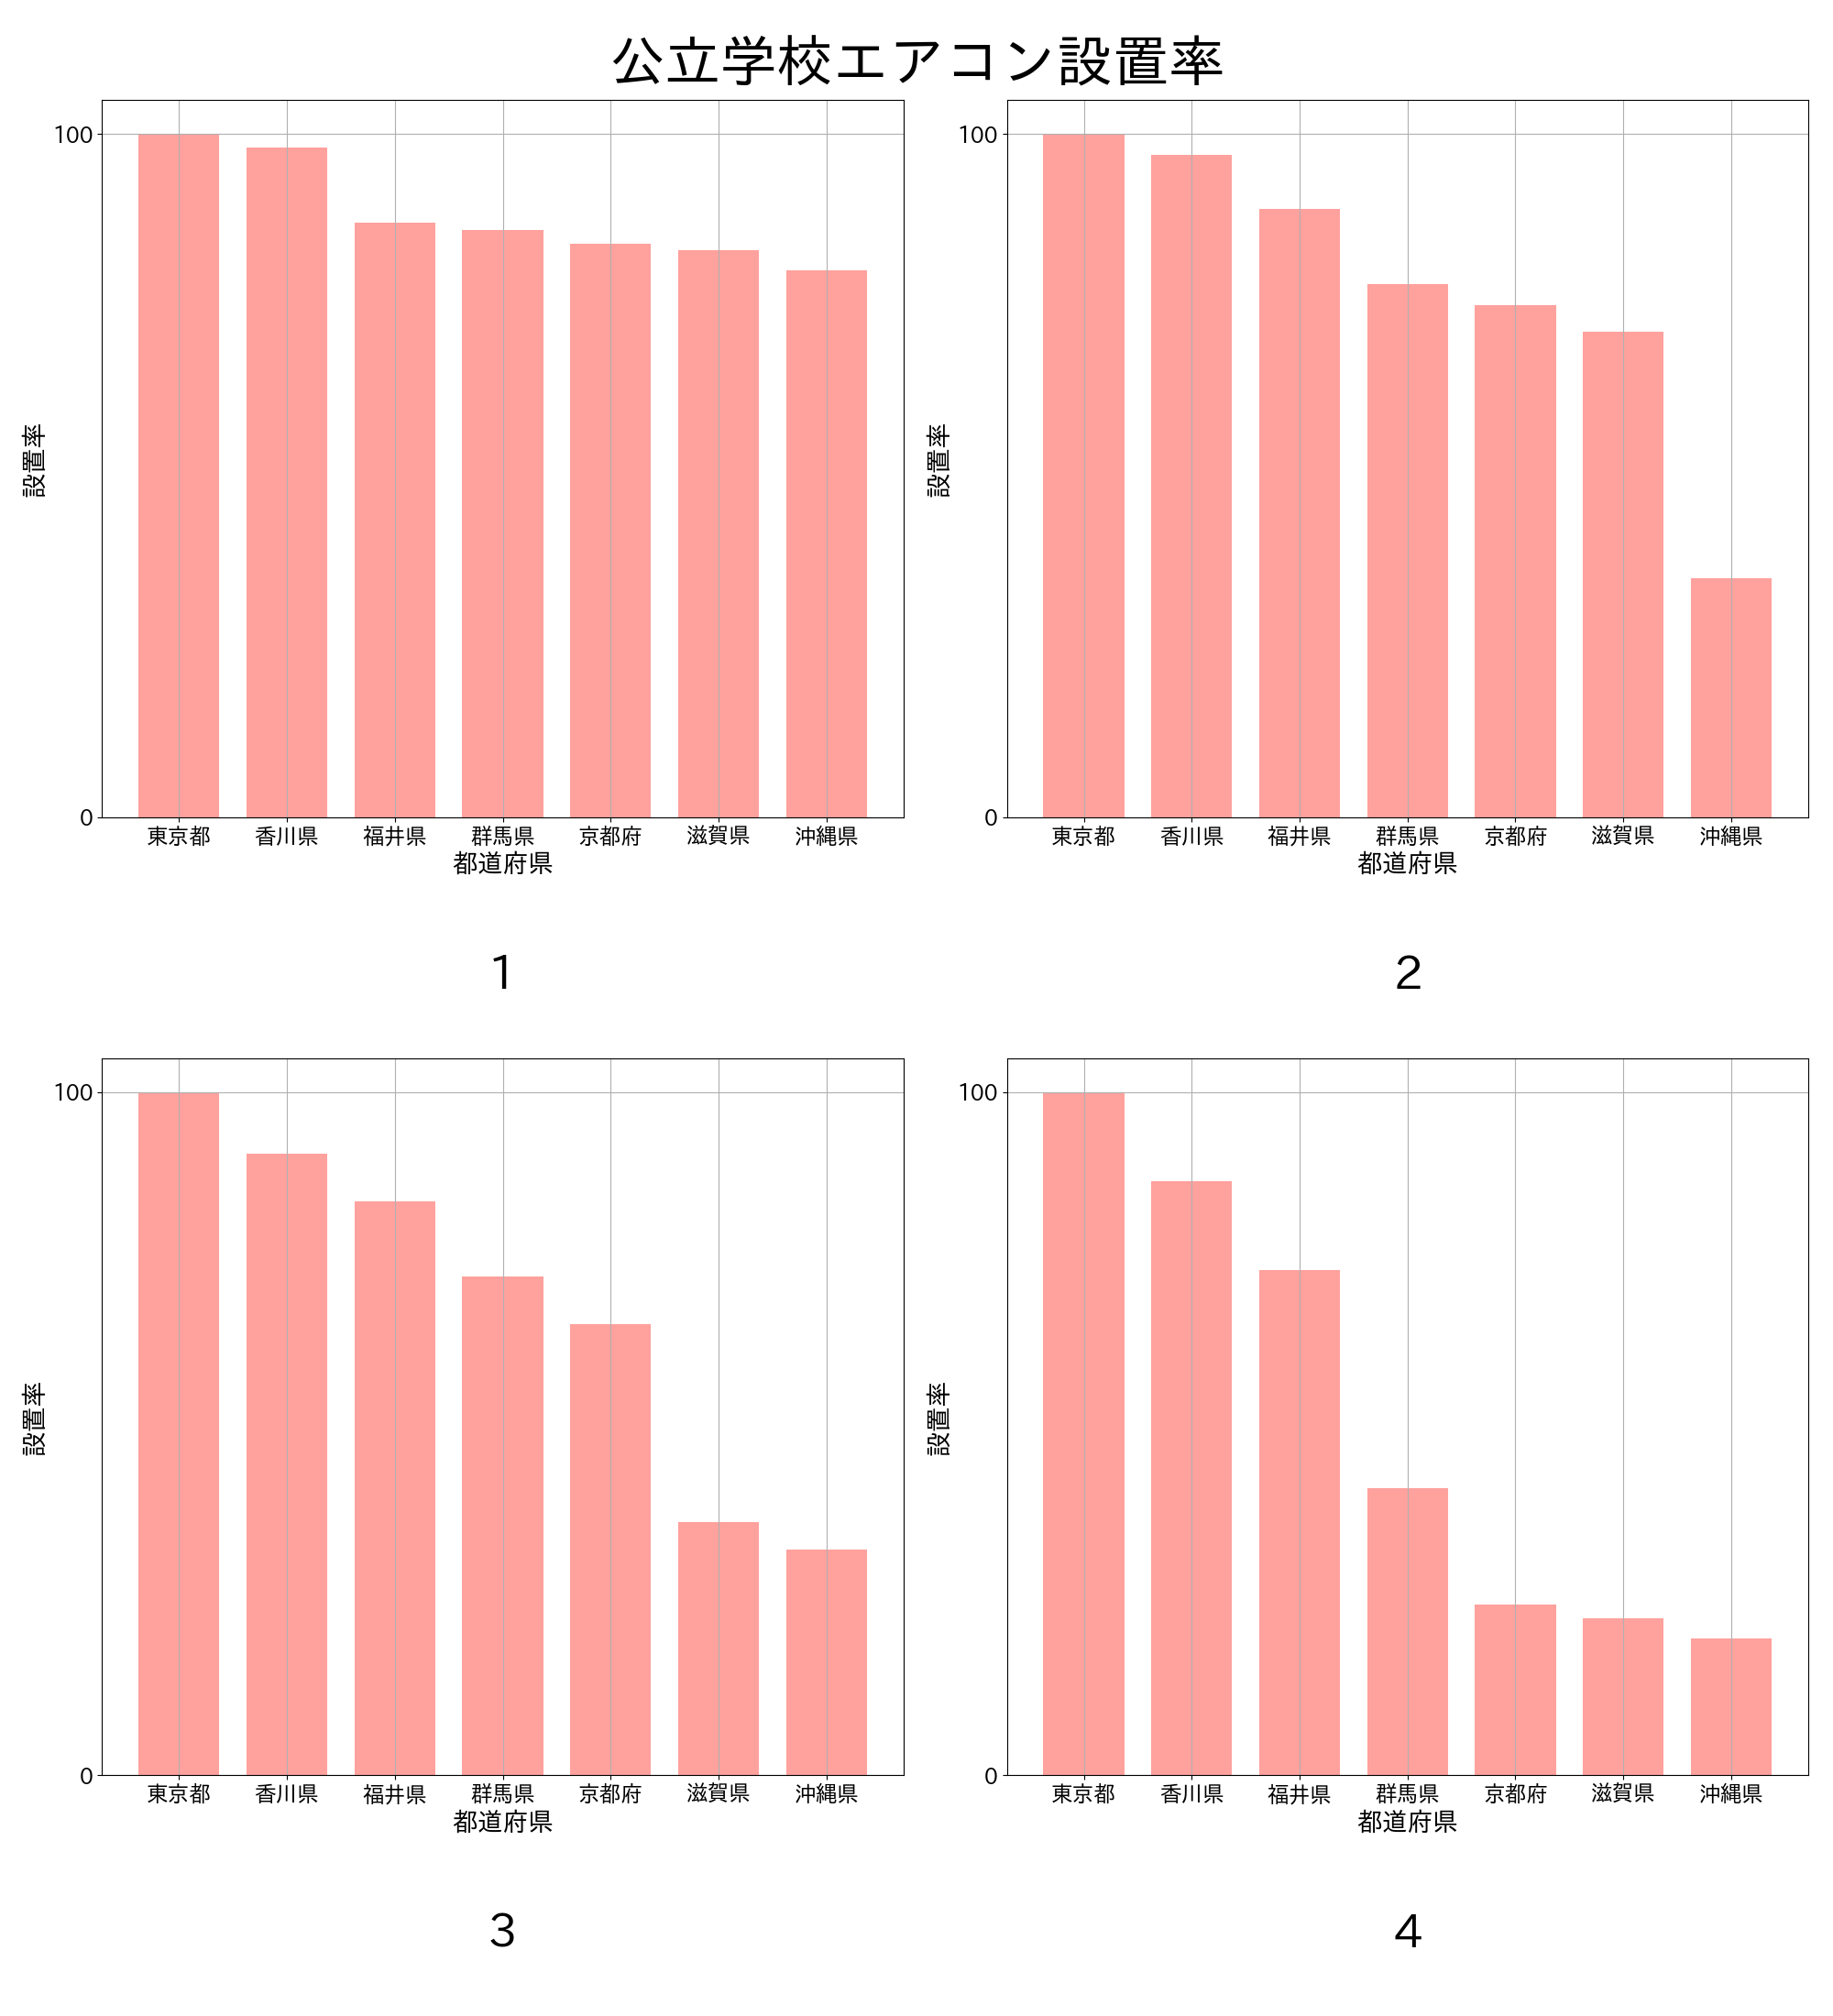 公立学校エアコン設置率
100
0
設置率
東京都 香川県 福井県 群馬県 京都府 滋賀県 沖縄県
都道府県
1
100
0
設置率
東京都 香川県 福井県 群馬県 京都府 滋賀県 沖縄県
都道府県
2
100
0
設置率
東京都 香川県 福井県 群馬県 京都府 滋賀県 沖縄県
都道府県
3
100
0
設置率
東京都 香川県 福井県 群馬県 京都府 滋賀県 沖縄県
都道府県
4